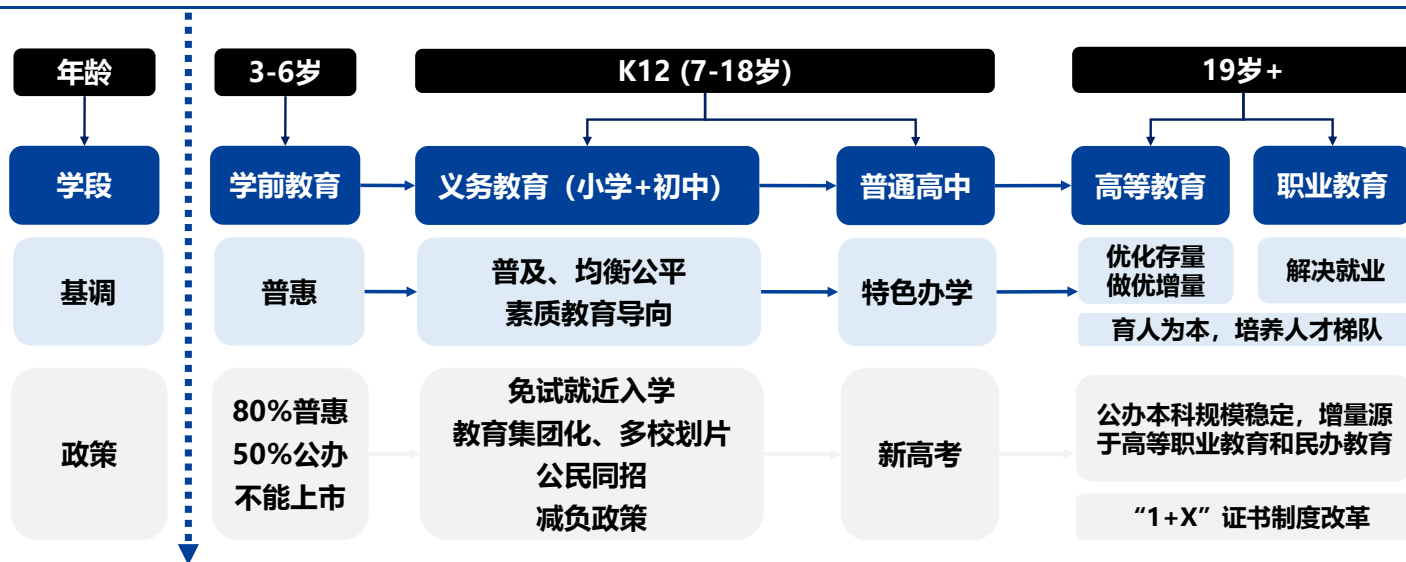 年龄
3-6岁
K12 (7-18岁)
19岁+
学段
学前教育
义务教育（小学+初中）
普通高中
高等教育
职业教育
基调
普惠
普及、均衡公平
素质教育导向
特色办学
优化存量
做优增量
解决就业
育人为本，培养人才梯队
政策
80%普惠
50%公办
不能上市
免试就近入学
教育集团化、多校划片
公民同招
减负政策
新高考
公办本科规模稳定，增量源
于高等职业教育和民办教育
“1+X”证书制度改革